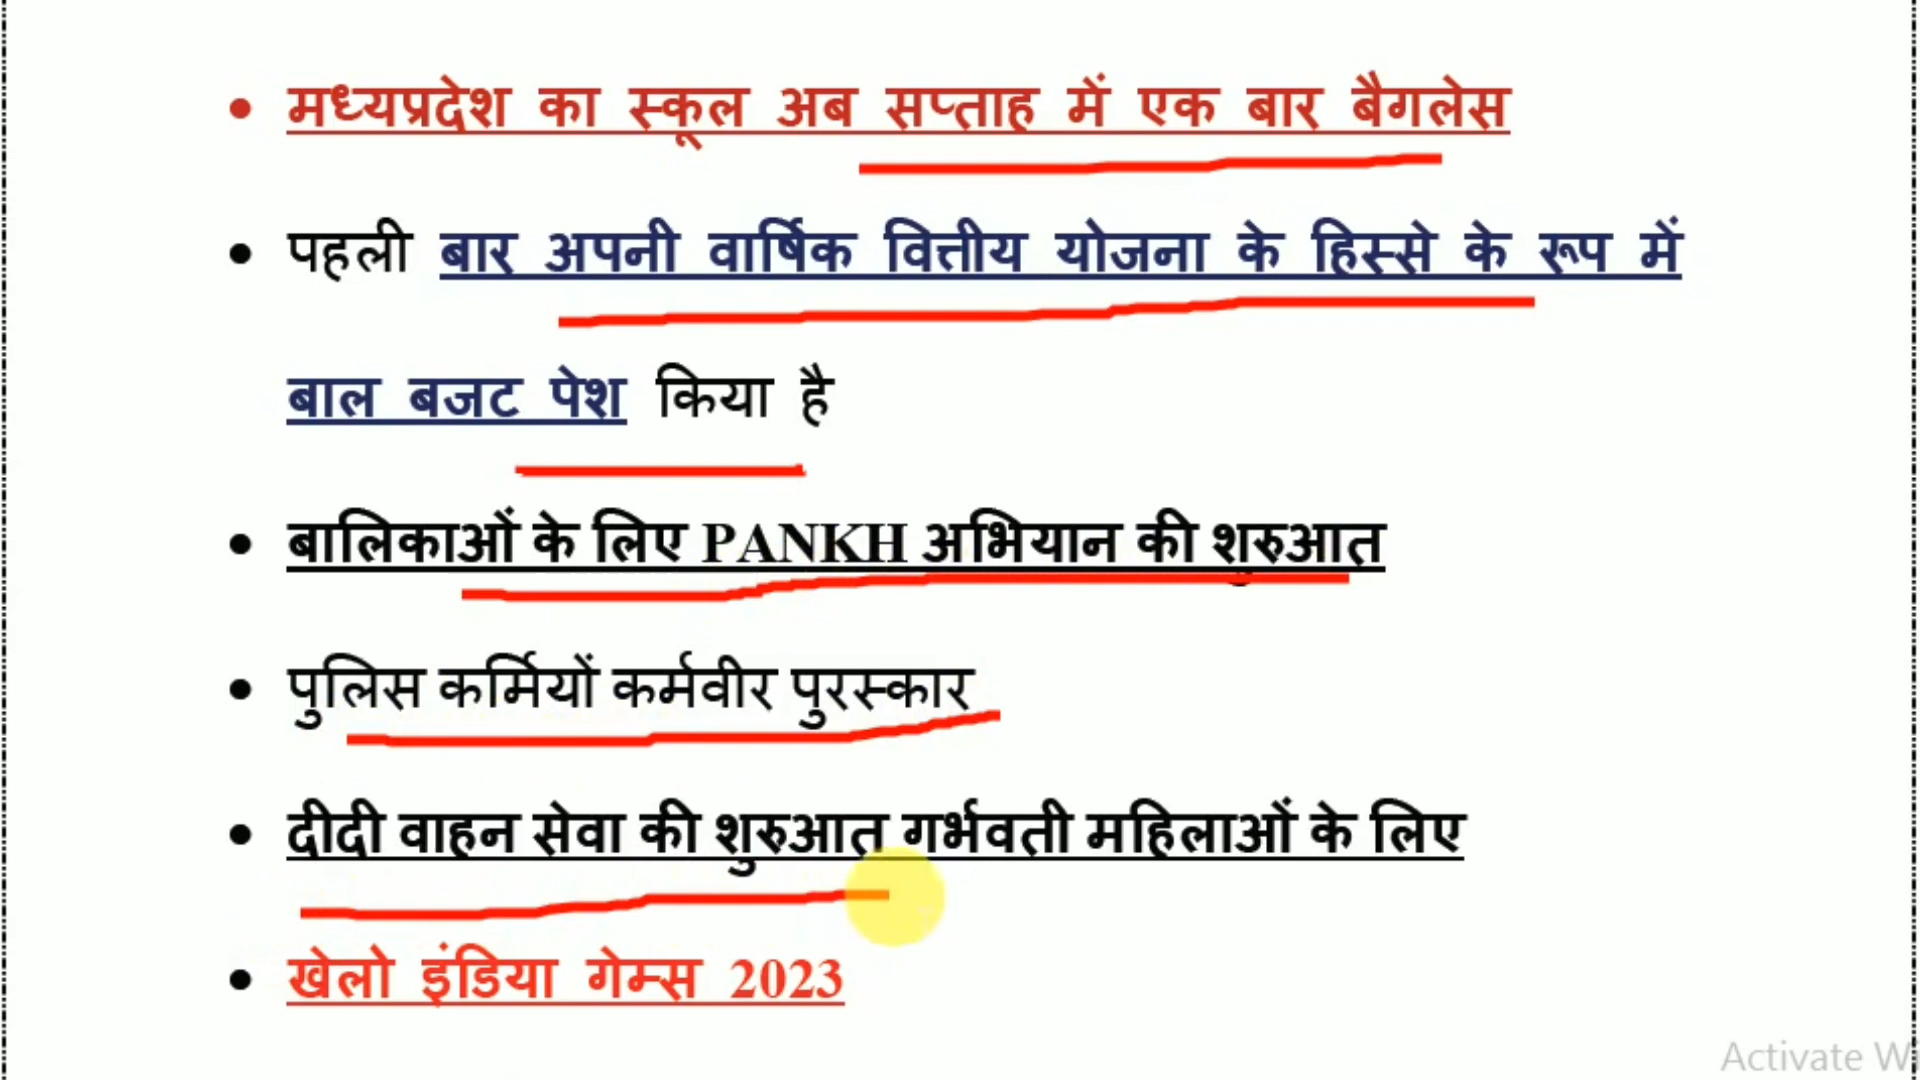 मध्यप्रदेश का स्कूल अब सप्ताह में एक बार बैगलेस
पहली बार अपनी वार्षिक वित्तीय योजना के हिस्से के रूप में
बाल बजट पेश किया है
बालिकाओं के लिए PANKH अभियान की शुरुआत
पुलिस कर्मियों कर्मवीर पुरस्कार
दीदी वाहन सेवा की शुरुआत गर्भवती महिलाओं के लिए
खेलो इंडिया गेम्स 2023
Activate